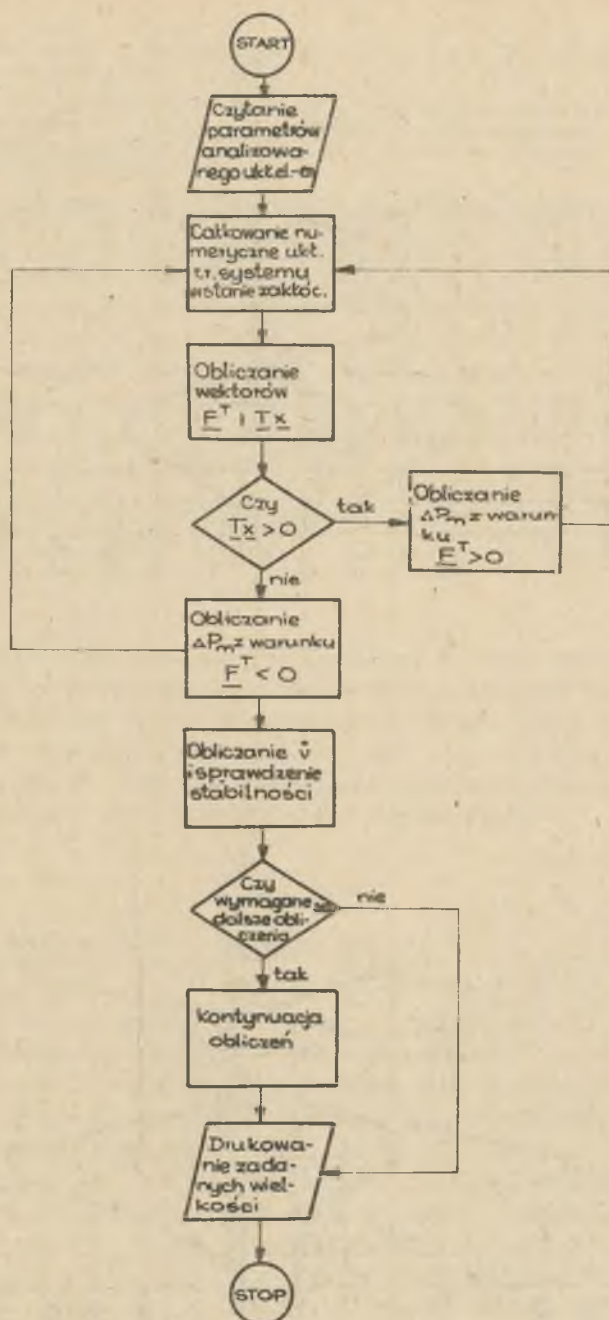 START
Czytanie
parametrów
analizowa-
nego ukł.el-en
Całkowanie nu-
meryczne ukł.
r.r. systemu
w stanie zakłóc.
Obliczanie
wektorów
F^T i Tx
Czy
Tx > 0
tak
Obliczanie
ΔPm z warun-
ku
F^T > 0
nie
Obliczanie
ΔPm z warunku
F^T < 0
Obliczanie v̇
i sprawdzenie
stabilności
Czy
wymagane są
dalsze obli-
czenia
nie
tak
Kontynuacja
obliczeń
Drukowa-
nie zada-
nych wiel-
kości
STOP